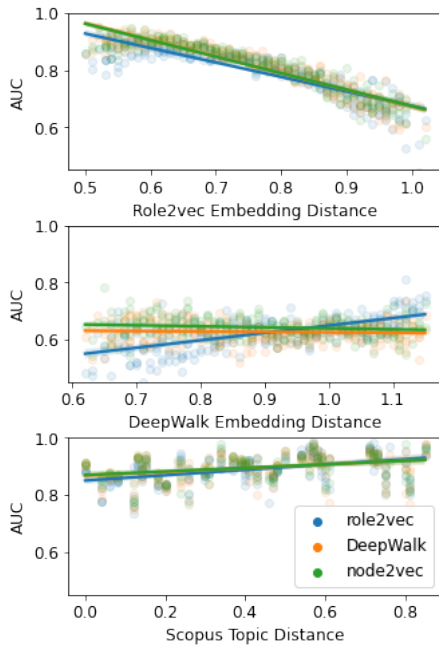 1.0
0.8
0.6
AUC
0.5 0.6 0.7 0.8 0.9 1.0
Role2vec Embedding Distance
1.0
0.8
0.6
AUC
0.6 0.7 0.8 0.9 1.0 1.1
DeepWalk Embedding Distance
1.0
0.8
0.6
AUC
role2vec
DeepWalk
node2vec
0.0 0.2 0.4 0.6 0.8
Scopus Topic Distance